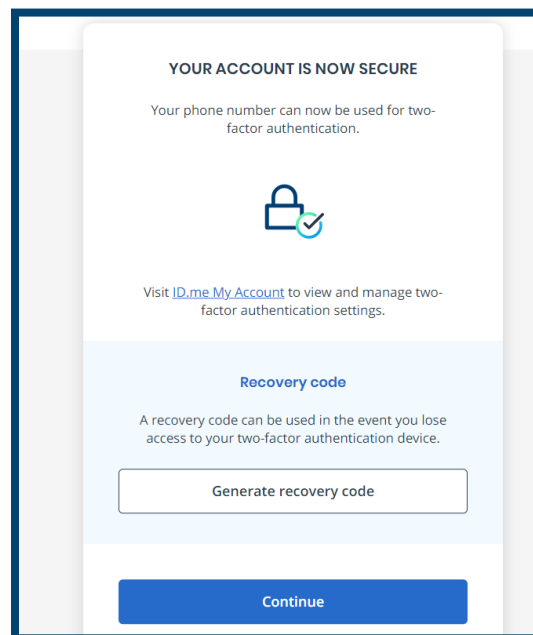 YOUR ACCOUNT IS NOW SECURE
Your phone number can now be used for two-
factor authentication.
Visit ID.me My Account to view and manage two-
factor authentication settings.
Recovery code
A recovery code can be used in the event you lose
access to your two-factor authentication device.
Generate recovery code
Continue